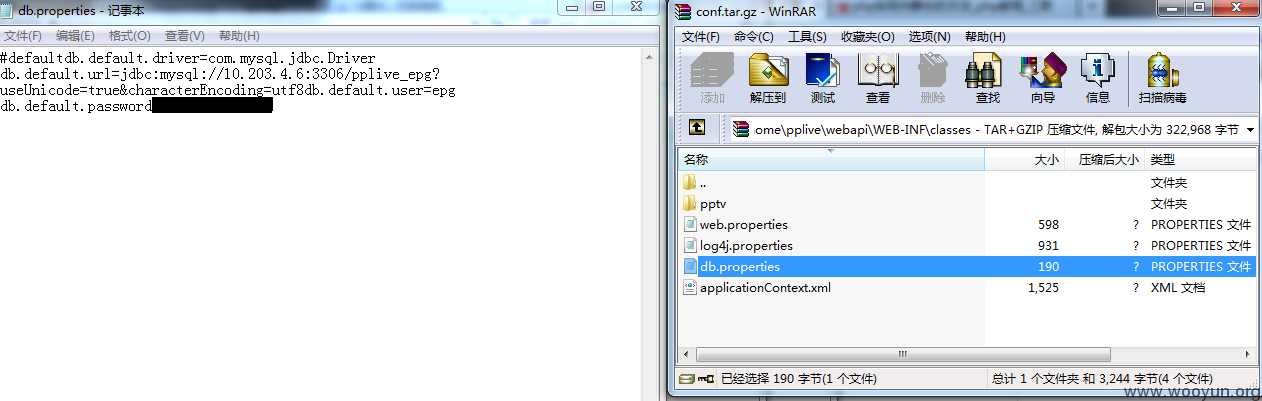 db.properties - 记事本
文件(F) 编辑(E) 格式(O) 查看(V) 帮助(H)
#defaultdb.default.driver=com.mysql.jdbc.Driver
db.default.url=jdbc:mysql://10.203.4.6:3306/pplive_epg?
useUnicode=true&characterEncoding=utf8db.default.user=epg
db.default.password
conf.tar.gz - WinRAR
文件(F) 命令(C) 工具(S) 收藏夹(O) 选项(N) 帮助(H)
添加 解压到 测试 查看 删除 查找 向导 信息 扫描病毒
ome\pplive\webapi\WEB-INF\classes - TAR+GZIP 压缩文件, 解包大小为 322,968 字节
名称 大小 压缩后大小 类型
.. 文件夹
pptv 文件夹
web.properties 598 ? PROPERTIES 文件
log4j.properties 931 ? PROPERTIES 文件
db.properties 190 ? PROPERTIES 文件
applicationContext.xml 1,525 ? XML 文档
已经选择 190 字节(1 个文件) 总计 1 个文件夹 和 3,244 字节(4 个文件)
www.wooyun.org